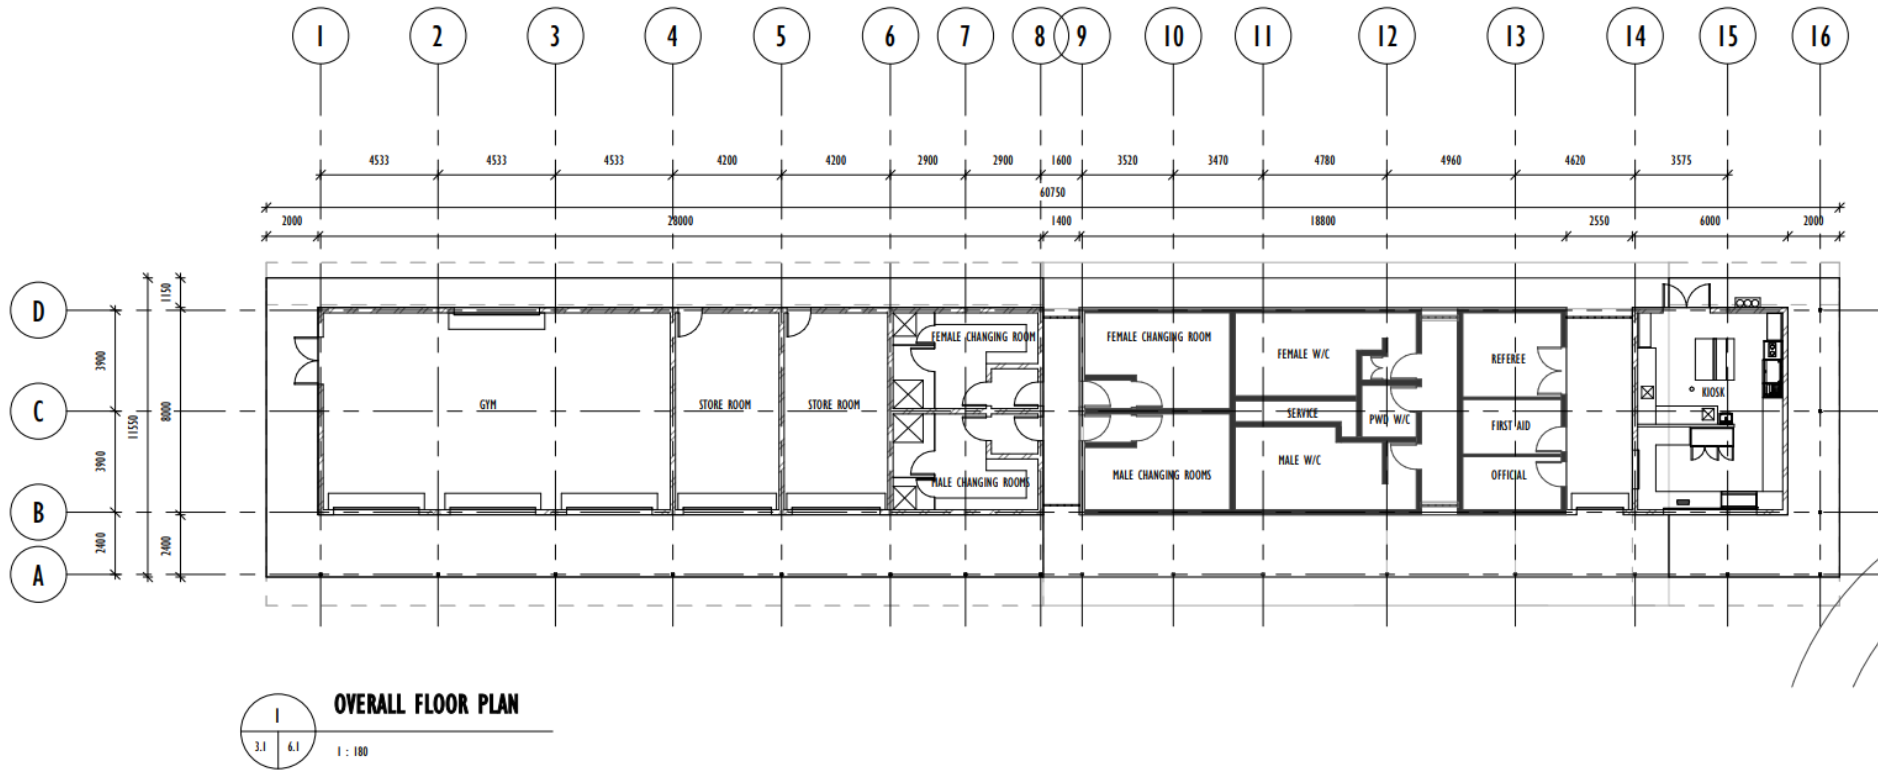 1 2 3 4 5 6 7 8 9 10 11 12 13 14 15 16
4533 4533 4533 4200 4200 2900 2900 1600 3520 3470 4780 4960 4620 3575
60750
2000 28000 1400 18800 2550 6000 2000
D
C
B
A
3900
3900
2400
11550
1150
8000
2400
GYM
STORE ROOM
STORE ROOM
FEMALE CHANGING ROOM
MALE CHANGING ROOMS
FEMALE CHANGING ROOM
MALE CHANGING ROOMS
FEMALE W/C
SERVICE
PWD W/C
MALE W/C
REFEREE
FIRST AID
OFFICIAL
KIOSK
1
3.1 6.1
OVERALL FLOOR PLAN
1 : 180